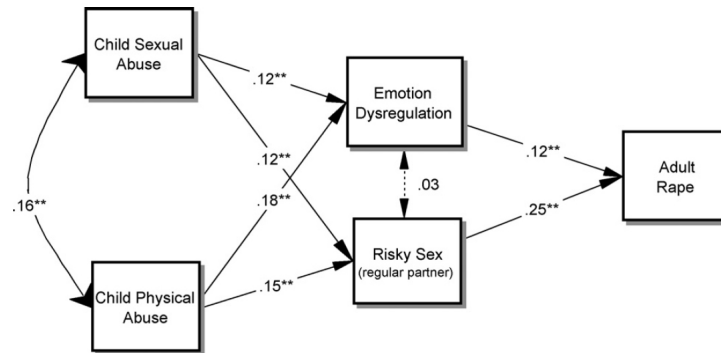 Child Sexual
Abuse
.12**
Emotion
Dysregulation
.12**
.12**
Adult
Rape
.03
.18**
.16**
.25**
Risky Sex
(regular partner)
.15**
Child Physical
Abuse